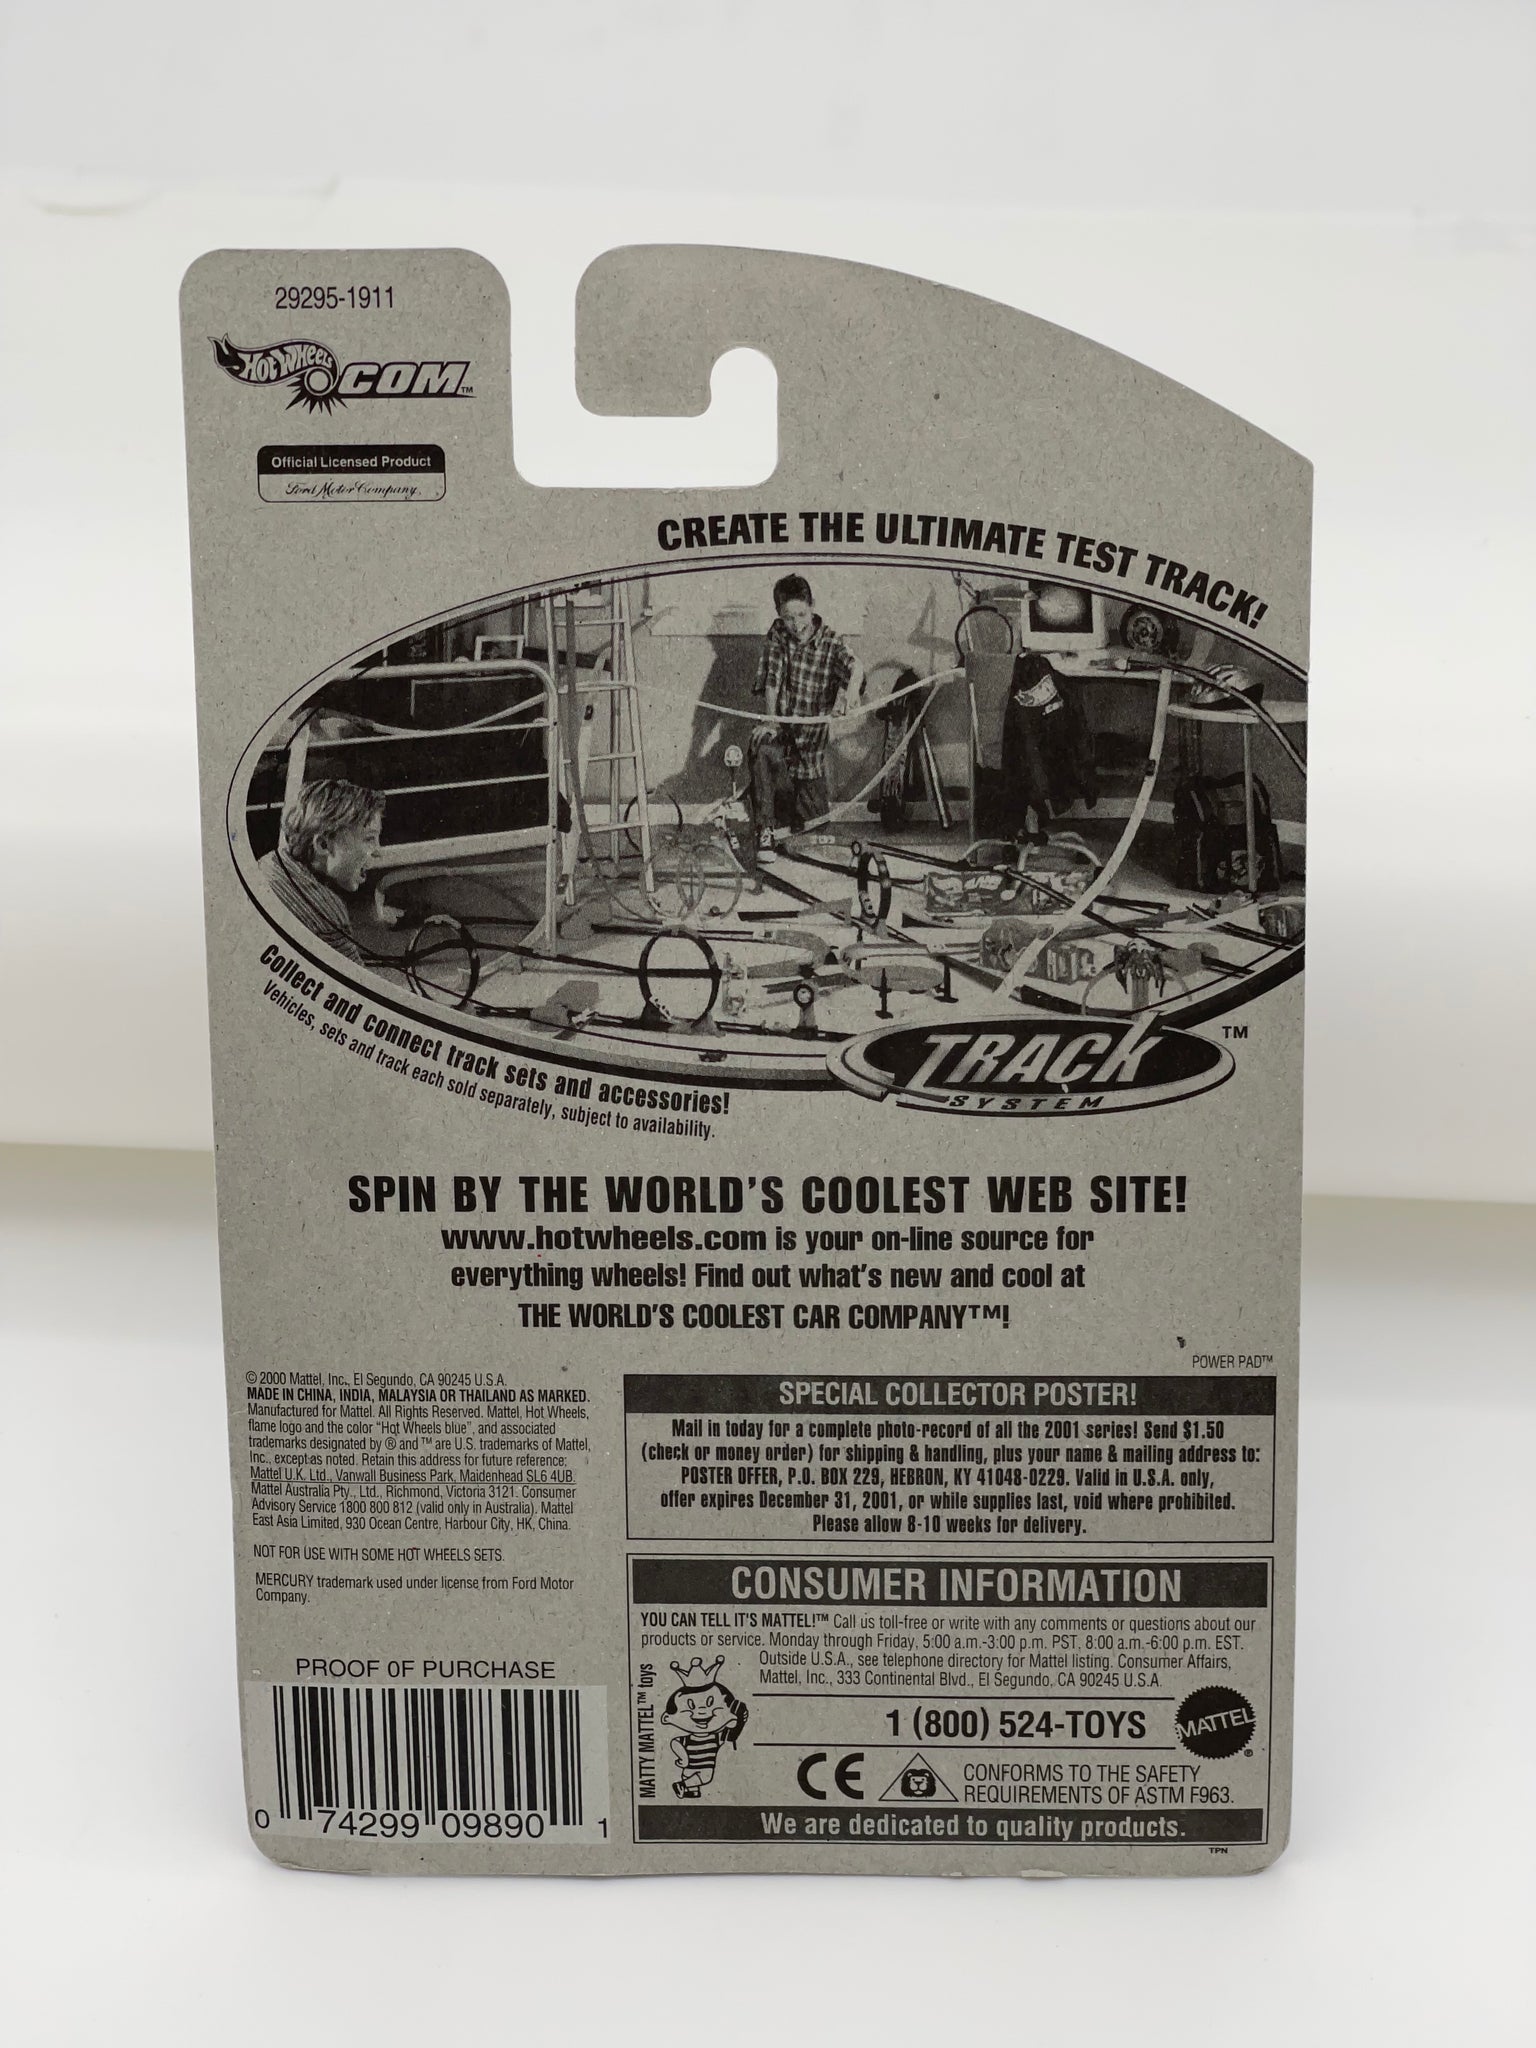 29295-1911
HOT WHEELS .COM™
Official Licensed Product
Ford Motor Company
CREATE THE ULTIMATE TEST TRACK!
Collect and connect track sets and accessories!
Vehicles, sets and track each sold separately, subject to availability.
TRACK ™
SYSTEM
SPIN BY THE WORLD'S COOLEST WEB SITE!
www.hotwheels.com is your on-line source for
everything wheels! Find out what's new and cool at
THE WORLD'S COOLEST CAR COMPANY™!
POWER PAD™
© 2000 Mattel, Inc., El Segundo, CA 90245 U.S.A.
MADE IN CHINA, INDIA, MALAYSIA OR THAILAND AS MARKED.
Manufactured for Mattel. All Rights Reserved. Mattel, Hot Wheels,
flame logo and the color "Hot Wheels blue", and associated
trademarks designated by ® and ™ are U.S. trademarks of Mattel,
Inc., except as noted. Retain this address for future reference:
Mattel U.K. Ltd., Vanwall Business Park, Maidenhead SL6 4UB.
Mattel Australia Pty., Ltd., Richmond, Victoria 3121. Consumer
Advisory Service 1800 800 812 (valid only in Australia). Mattel
East Asia Limited, 930 Ocean Centre, Harbour City, HK, China.
NOT FOR USE WITH SOME HOT WHEELS SETS.
MERCURY trademark used under license from Ford Motor
Company.
PROOF OF PURCHASE
0 74299 09890 1
SPECIAL COLLECTOR POSTER!
Mail in today for a complete photo-record of all the 2001 series! Send $1.50
(check or money order) for shipping & handling, plus your name & mailing address to:
POSTER OFFER, P.O. BOX 229, HEBRON, KY 41048-0229. Valid in U.S.A. only,
offer expires December 31, 2001, or while supplies last, void where prohibited.
Please allow 8-10 weeks for delivery.
CONSUMER INFORMATION
YOU CAN TELL IT'S MATTEL!™ Call us toll-free or write with any comments or questions about our
products or service. Monday through Friday, 5:00 a.m.-3:00 p.m. PST, 8:00 a.m.-6:00 p.m. EST.
Outside U.S.A., see telephone directory for Mattel listing. Consumer Affairs,
Mattel, Inc., 333 Continental Blvd., El Segundo, CA 90245 U.S.A.
MATTY MATTEL™ toys
1 (800) 524-TOYS
MATTEL®
CE
CONFORMS TO THE SAFETY
REQUIREMENTS OF ASTM F963.
We are dedicated to quality products.
TPN